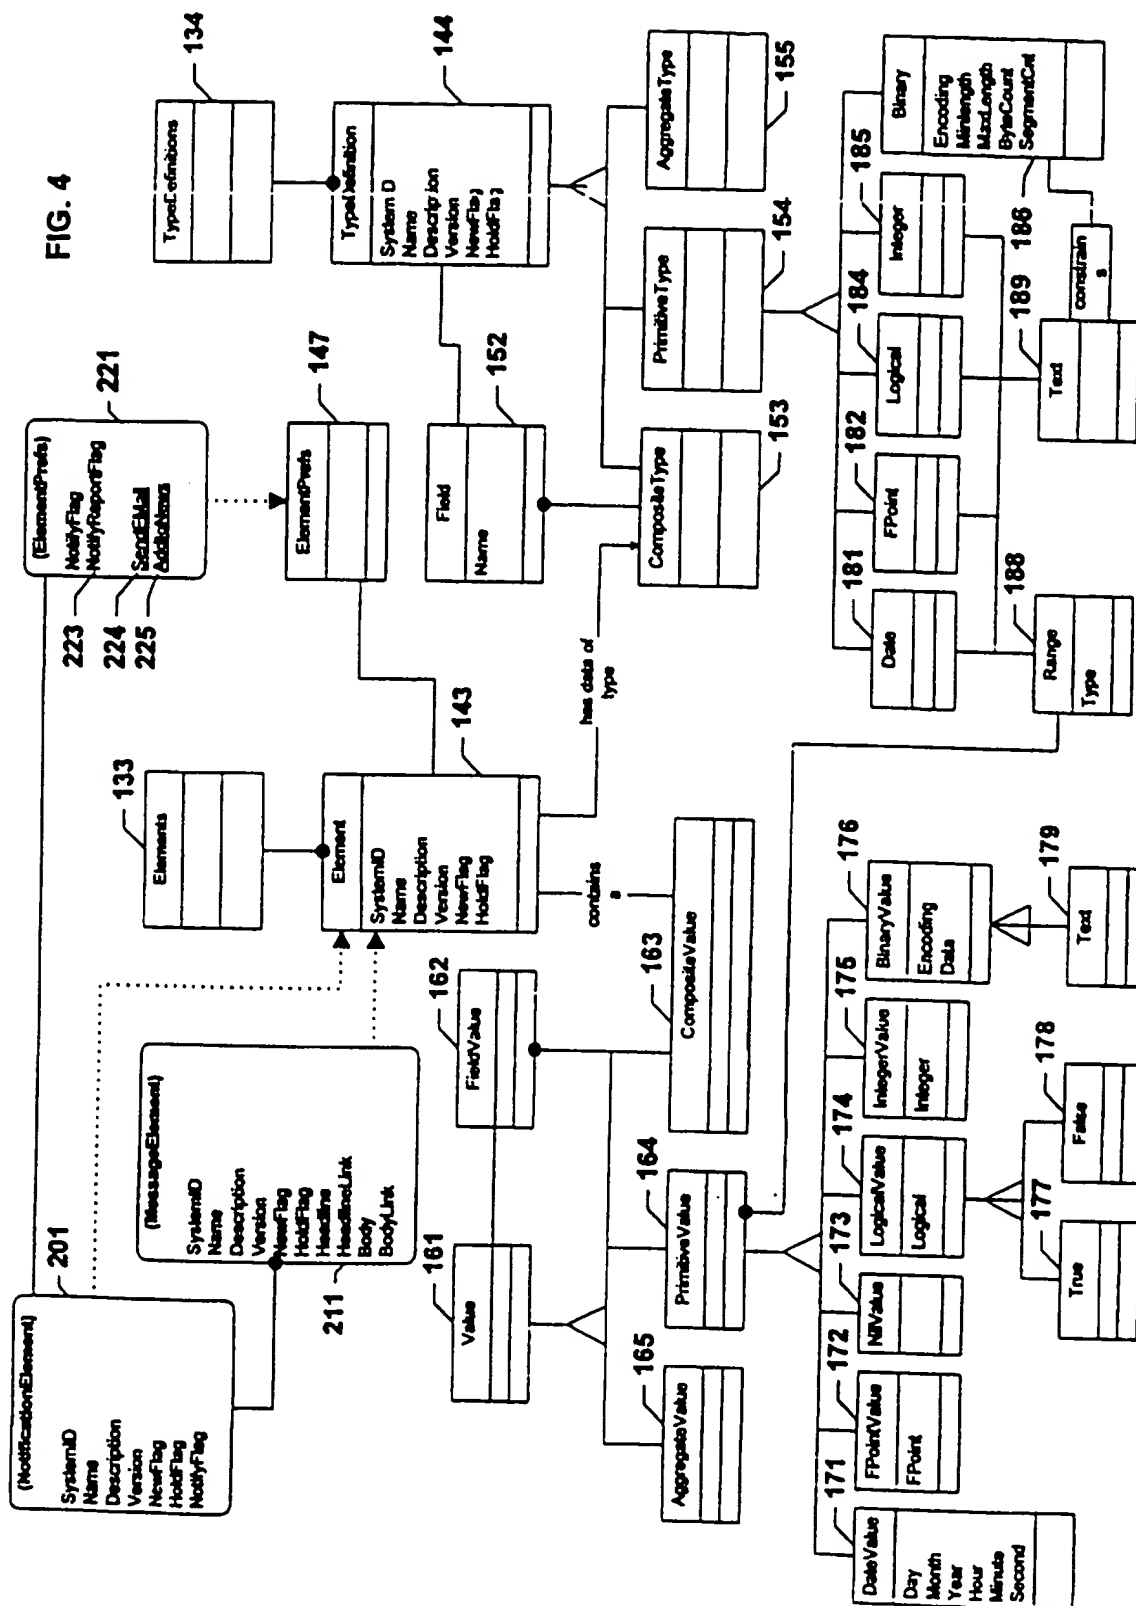 FIG. 4
201
(NotificationElement)
SystemID
Name
Description
Version
NewFlag
HoldFlag
NotifyFlag
(MessageElement)
SystemID
Name
Description
Version
NewFlag
HoldFlag
Headline
HeadlineLink
Body
BodyLink
211
133
Elements
221
(ElementPrefs)
NotifyFlag
NotifyReportFlag
SendEMail
AddtoNews
223
224
225
134
TypeDefinitions
161
Value
162
FieldValue
Element
SystemID
Name
Description
Version
NewFlag
HoldFlag
143
147
ElementPrefs
144
TypeDefinition
System D
Name
Description
Version
NewFlag
HoldFlag
152
Field
Name
contains
a
has data of
type
165
AggregateValue
164
PrimitiveValue
163
CompositeValue
CompositeType
153
PrimitiveType
154
AggregateType
155
171
DateValue
Day
Month
Year
Hour
Minute
Second
172
FPointValue
FPoint
173
NilValue
174
LogicalValue
Logical
175
IntegerValue
Integer
176
BinaryValue
Encoding
Data
177
True
178
False
179
Text
181
Date
182
FPoint
184
Logical
185
Integer
Binary
Encoding
Minlength
MaxLength
ByteCount
SegmentCnt
186
188
Range
Type
189
Text
constrain
s